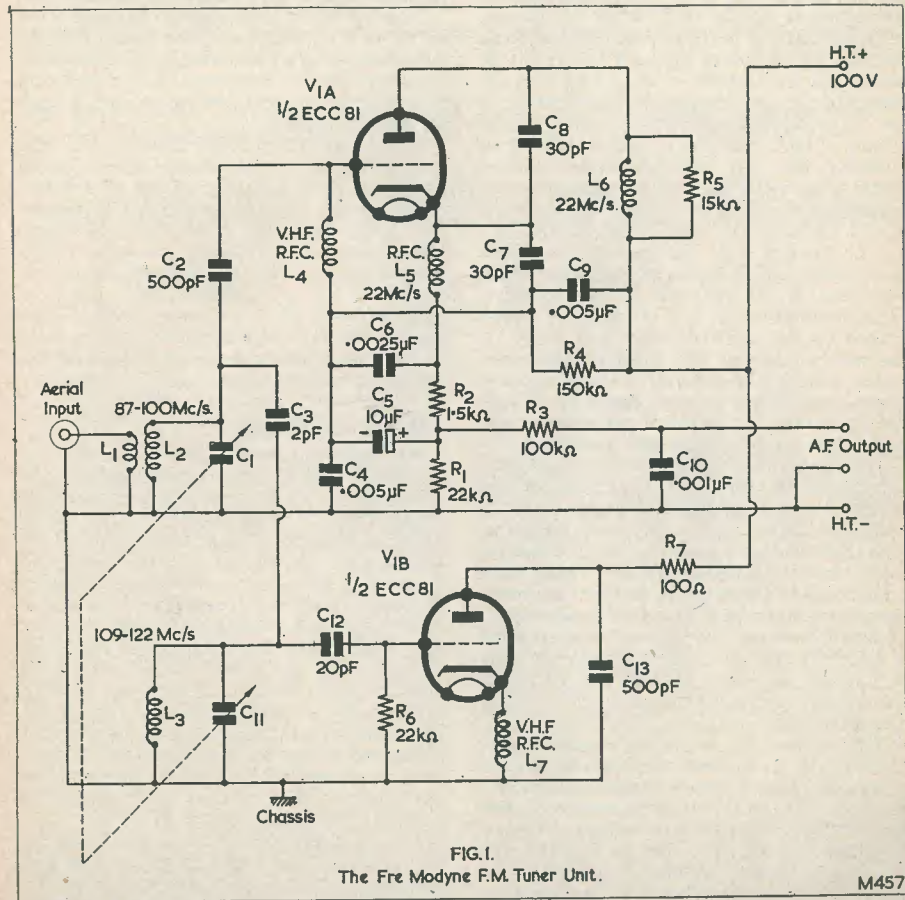 H.T.+
100V
V1A
1/2 ECC 81
C8
30pF
L6
22Mc/s.
R5
15kΩ
C2
500pF
V.H.F.
R.F.C.
L4
R.F.C.
L5
22Mc/s
C7
30pF
C9
.005μF
C6
.0025μF
R4
150kΩ
Aerial
Input
87-100Mc/s.
L1
L2
C1
C3
2pF
C5
10μF
- +
R2
1.5kΩ
R3
100kΩ
A.F. Output
C4
.005μF
R1
22kΩ
C10
.001μF
H.T.-
V1B
1/2 ECC 81
R7
100Ω
109-122 Mc/s
C12
20pF
L3
C11
R6
22kΩ
V.H.F
R.F.C.
L7
C13
500pF
Chassis
FIG.1.
The Fre Modyne F.M. Tuner Unit.
M457